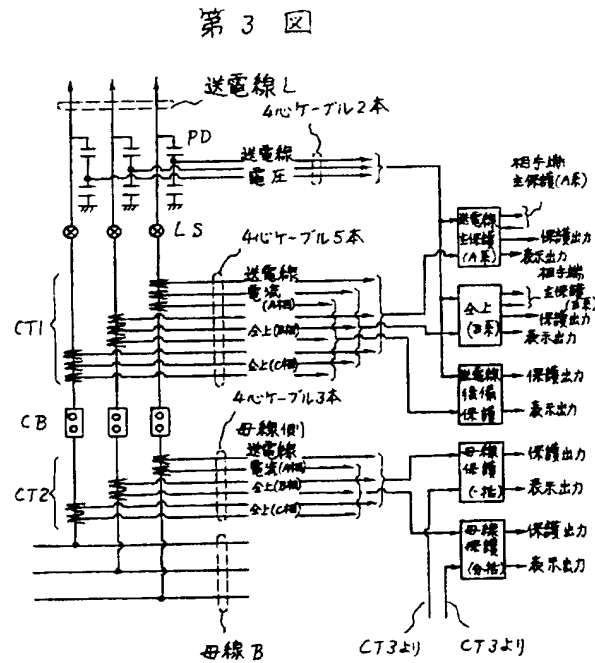 第3図
送電線L
4心ケーブル2本
PD
送電線
電圧
相手端
主保護(A系)
LS
送電線
主保護
(A系)
保護出力
表示出力
4心ケーブル5本
相手端
主保護
(B系)
送電線
電流
(A相)
仝上(B相)
仝上(C相)
CT1
仝上
(B系)
保護出力
表示出力
送電線
後備
保護
保護出力
表示出力
CB
4心ケーブル3本
母線側
送電線
電流(A相)
仝上(B相)
仝上(C相)
CT2
母線
保護
(一括)
保護出力
表示出力
母線
保護
(分括)
保護出力
表示出力
母線B
CT3より
CT3より